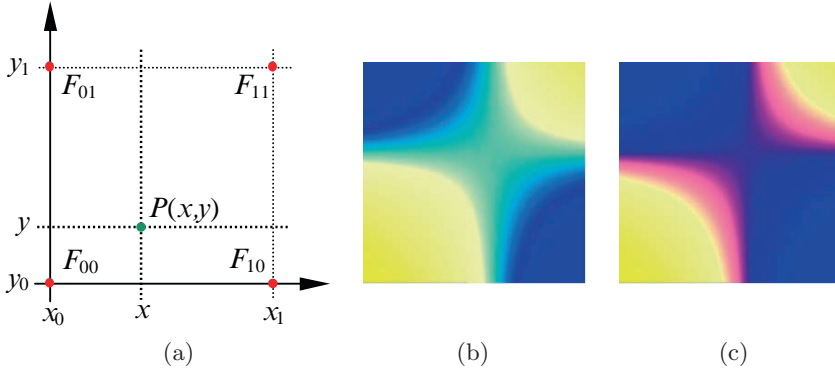 y₁
F₀₁
F₁₁
y
P(x,y)
F₀₀
F₁₀
y₀
x₀
x
x₁
(a)
(b)
(c)